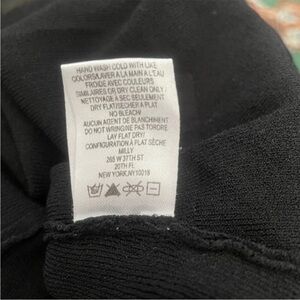 HAND WASH COLD WITH LIKE
COLORS/LAVER A LA MAIN A L'EAU
FROIDE AVEC COULEURS
SIMILAIRES OR DRY CLEAN ONLY
NETTOYAGE A SEC SEULEMENT
DRY FLAT/SÉCHER À PLAT
NO BLEACH/
AUCUN AGENT DE BLANCHIMENT
DO NOT WRING/NE PAS TORDRE
LAY FLAT DRY/
CONFIGURATION À FLAT SÈCHE
MILLY
265 W 37TH ST
20TH FL.
NEW YORK,NY10018